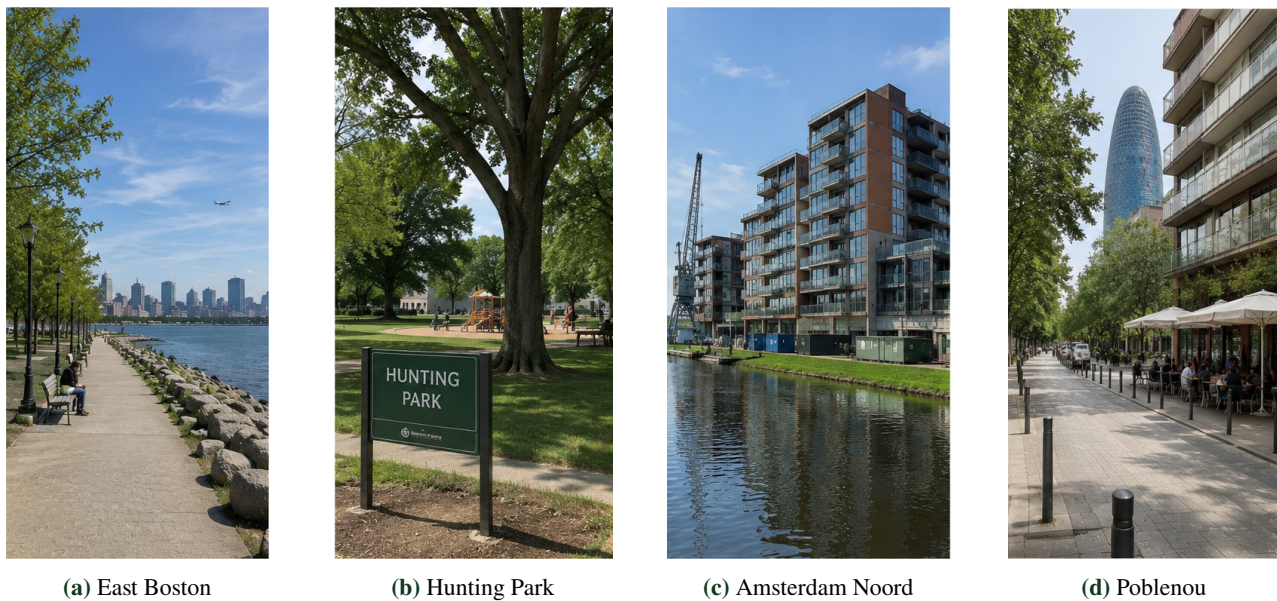 HUNTING
PARK
(a) East Boston
(b) Hunting Park
(c) Amsterdam Noord
(d) Poblenou